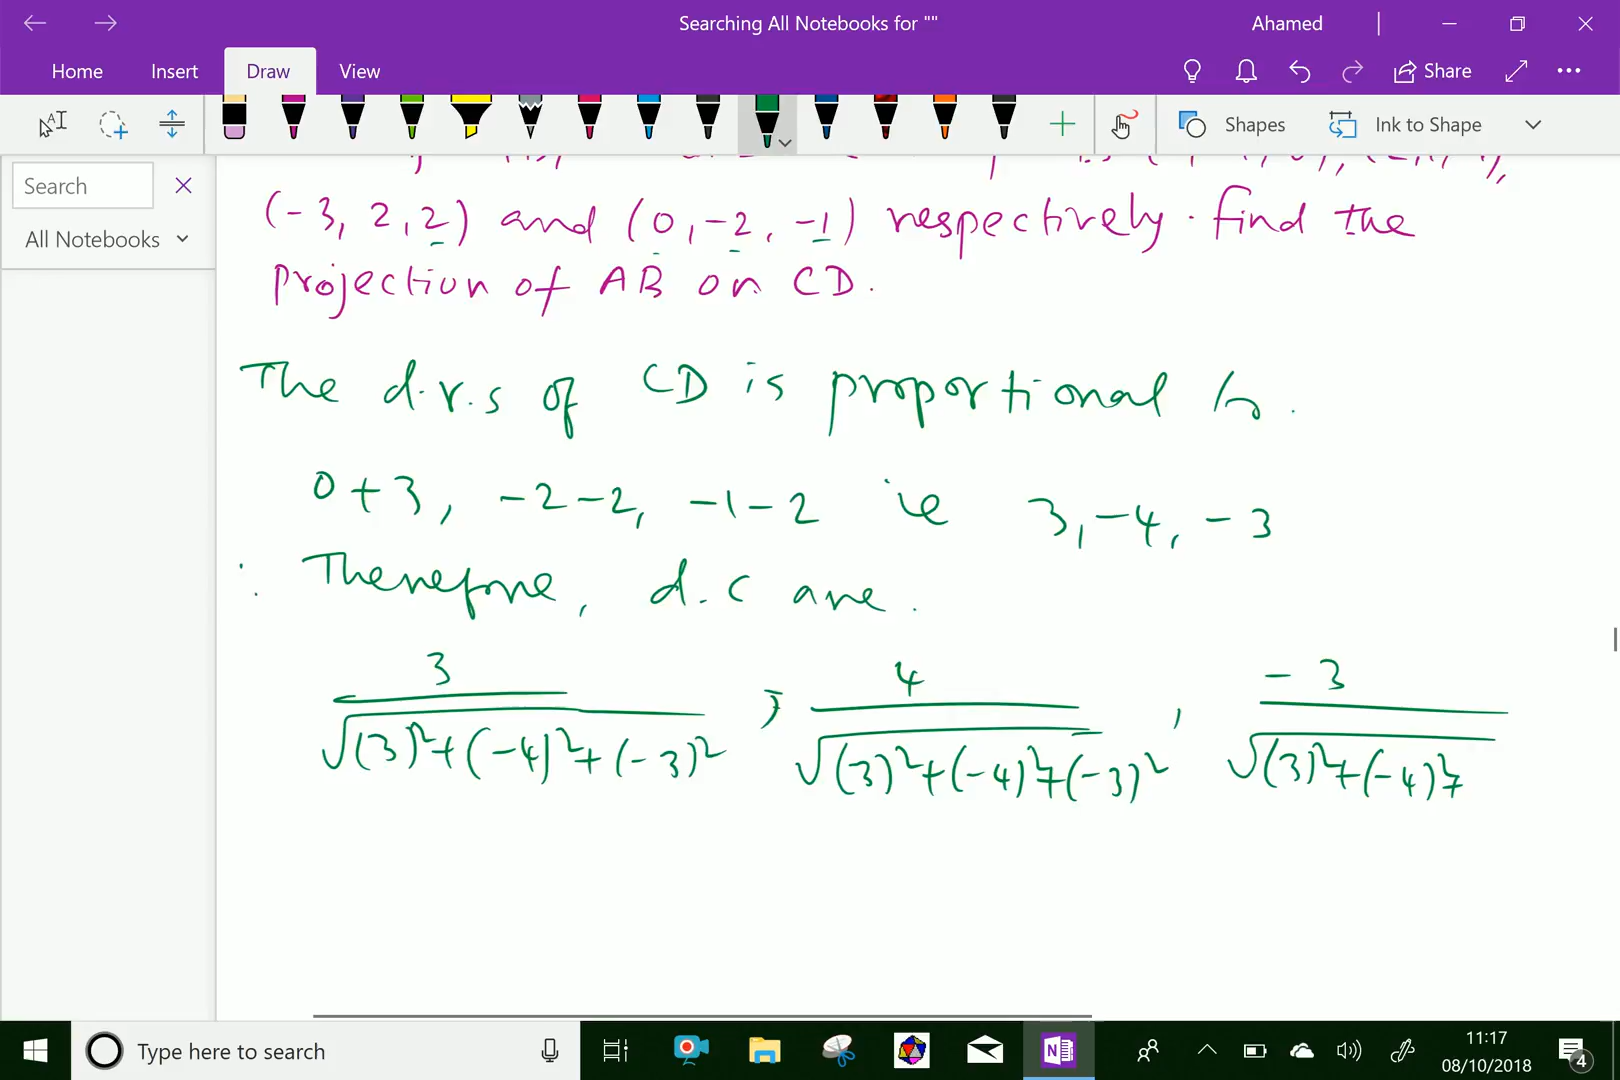 Searching All Notebooks for ""
Ahamed
Home Insert Draw View
Share
Shapes
Ink to Shape
Search
All Notebooks
(-3, 2, 2) and (0, -2, -1) respectively. find the
projection of AB on CD.
The d.r.s of CD is proportional to.
0+3, -2-2, -1-2 ie 3, -4, -3
∴ Therefore, d.c are.
3 / √(3)²+(-4)²+(-3)² , 4 / √(3)²+(-4)²+(-3)² , -3 / √(3)²+(-4)²+
Type here to search
11:17
08/10/2018
4